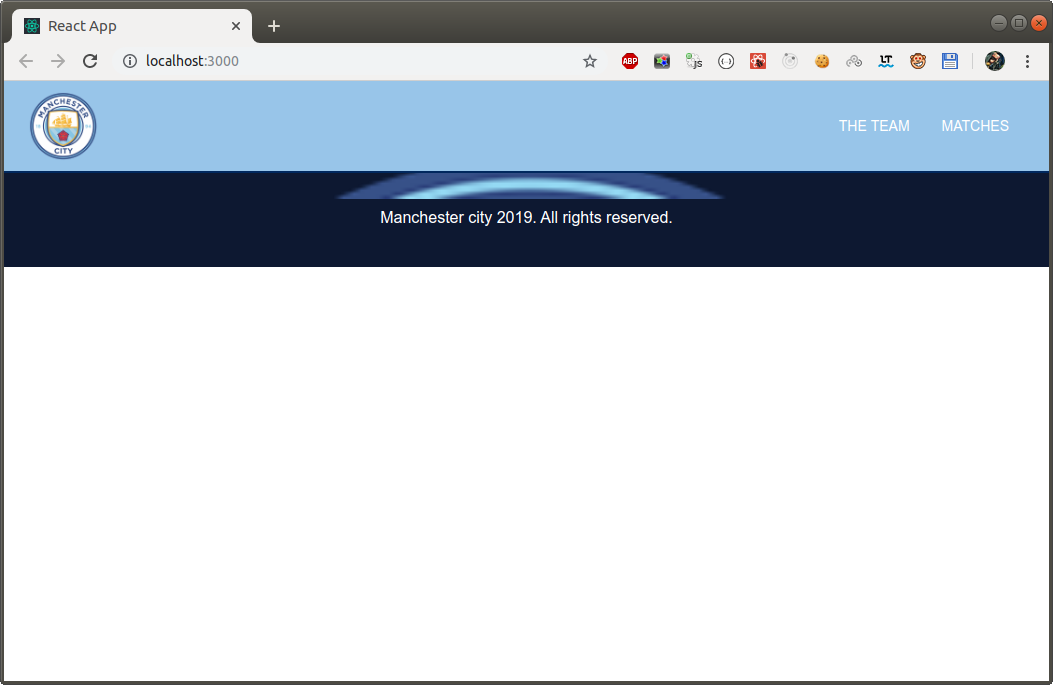 React App
localhost:3000
ABP
js
LT
MANCHESTER
CITY
THE TEAM
MATCHES
Manchester city 2019. All rights reserved.